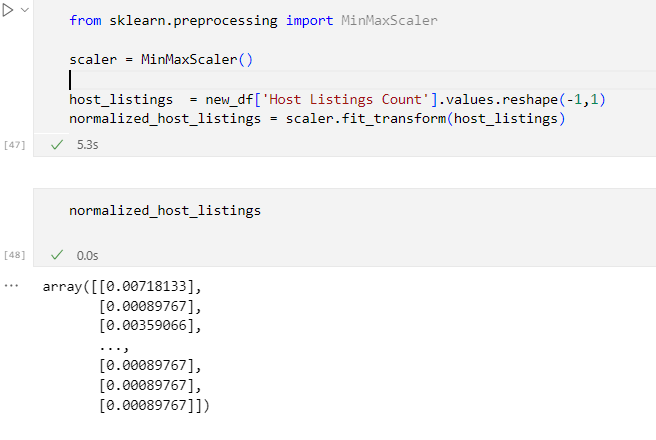 from sklearn.preprocessing import MinMaxScaler
scaler = MinMaxScaler()
host_listings  = new_df['Host Listings Count'].values.reshape(-1,1)
normalized_host_listings = scaler.fit_transform(host_listings)
[47]
5.3s
normalized_host_listings
[48]
0.0s
... array([[0.00718133],
[0.00089767],
[0.00359066],
...,
[0.00089767],
[0.00089767],
[0.00089767]])